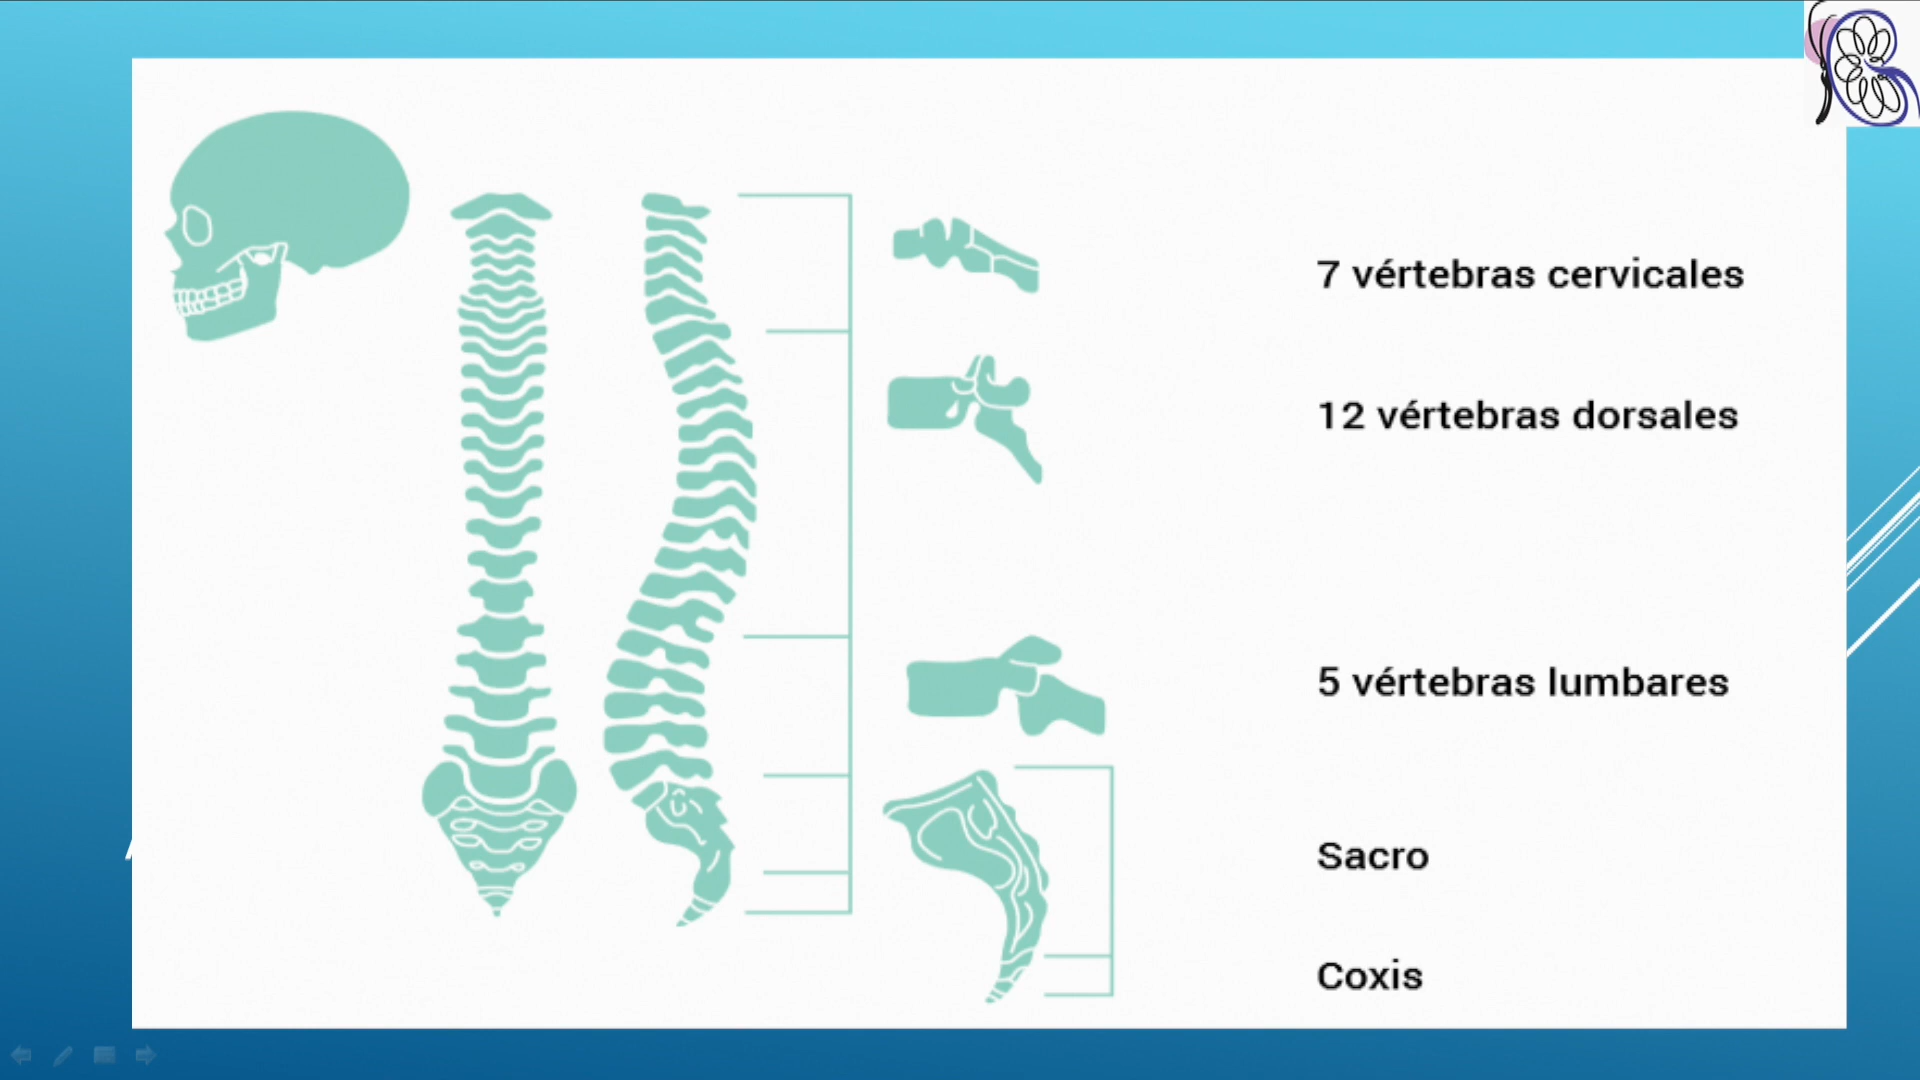 7 vértebras cervicales
12 vértebras dorsales
5 vértebras lumbares
Sacro
Coxis